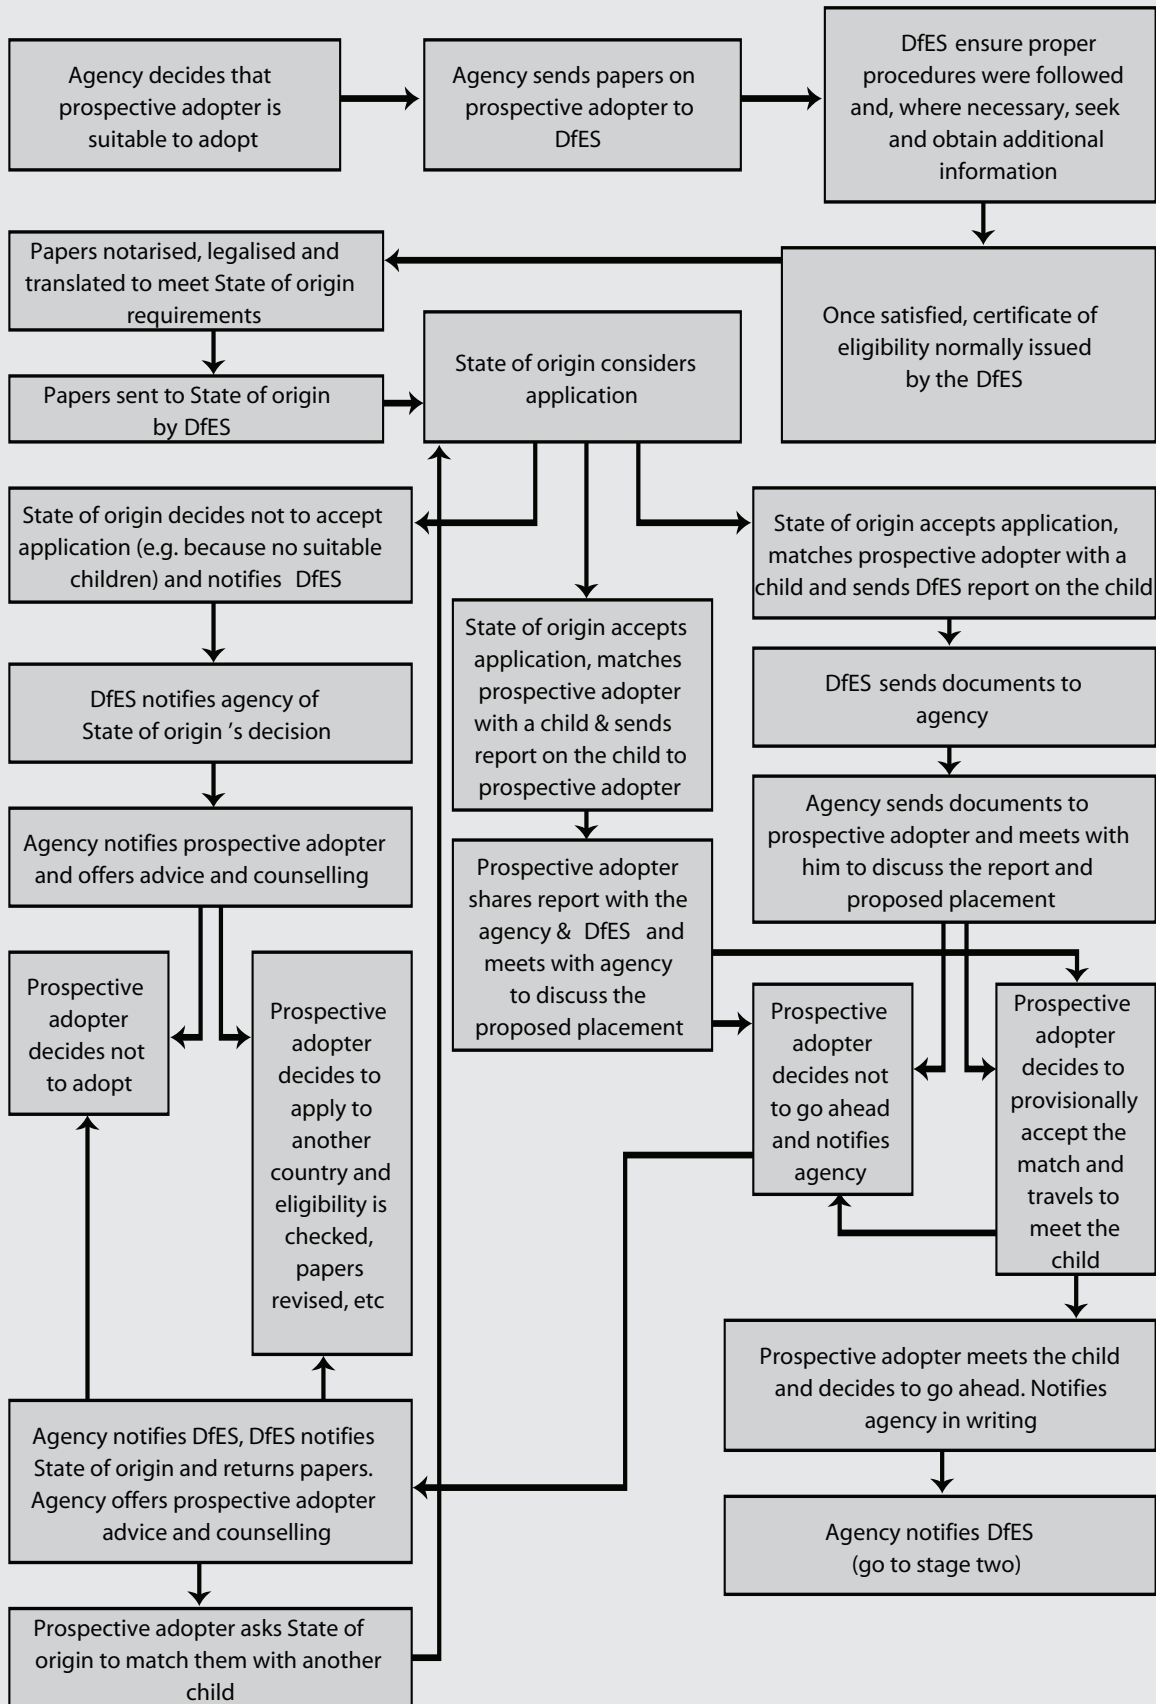 Agency decides that
prospective adopter is
suitable to adopt
Agency sends papers on
prospective adopter to
DfES
DfES ensure proper
procedures were followed
and, where necessary, seek
and obtain additional
information
Papers notarised, legalised and
translated to meet State of origin
requirements
Once satisfied, certificate of
eligibility normally issued
by the DfES
Papers sent to State of origin
by DfES
State of origin considers
application
State of origin decides not to accept
application (e.g. because no suitable
children) and notifies DfES
State of origin accepts application,
matches prospective adopter with a
child and sends DfES report on the child
State of origin accepts
application, matches
prospective adopter
with a child & sends
report on the child to
prospective adopter
DfES notifies agency of
State of origin 's decision
DfES sends documents to
agency
Agency notifies prospective adopter
and offers advice and counselling
Agency sends documents to
prospective adopter and meets with
him to discuss the report and
proposed placement
Prospective adopter
shares report with the
agency & DfES and
meets with agency
to discuss the
proposed placement
Prospective
adopter
decides not
to adopt
Prospective
adopter
decides to
apply to
another
country and
eligibility is
checked,
papers
revised, etc
Prospective
adopter
decides not
to go ahead
and notifies
agency
Prospective
adopter
decides to
provisionally
accept the
match and
travels to
meet the
child
Prospective adopter meets the child
and decides to go ahead. Notifies
agency in writing
Agency notifies DfES, DfES notifies
State of origin and returns papers.
Agency offers prospective adopter
advice and counselling
Agency notifies DfES
(go to stage two)
Prospective adopter asks State of
origin to match them with another
child